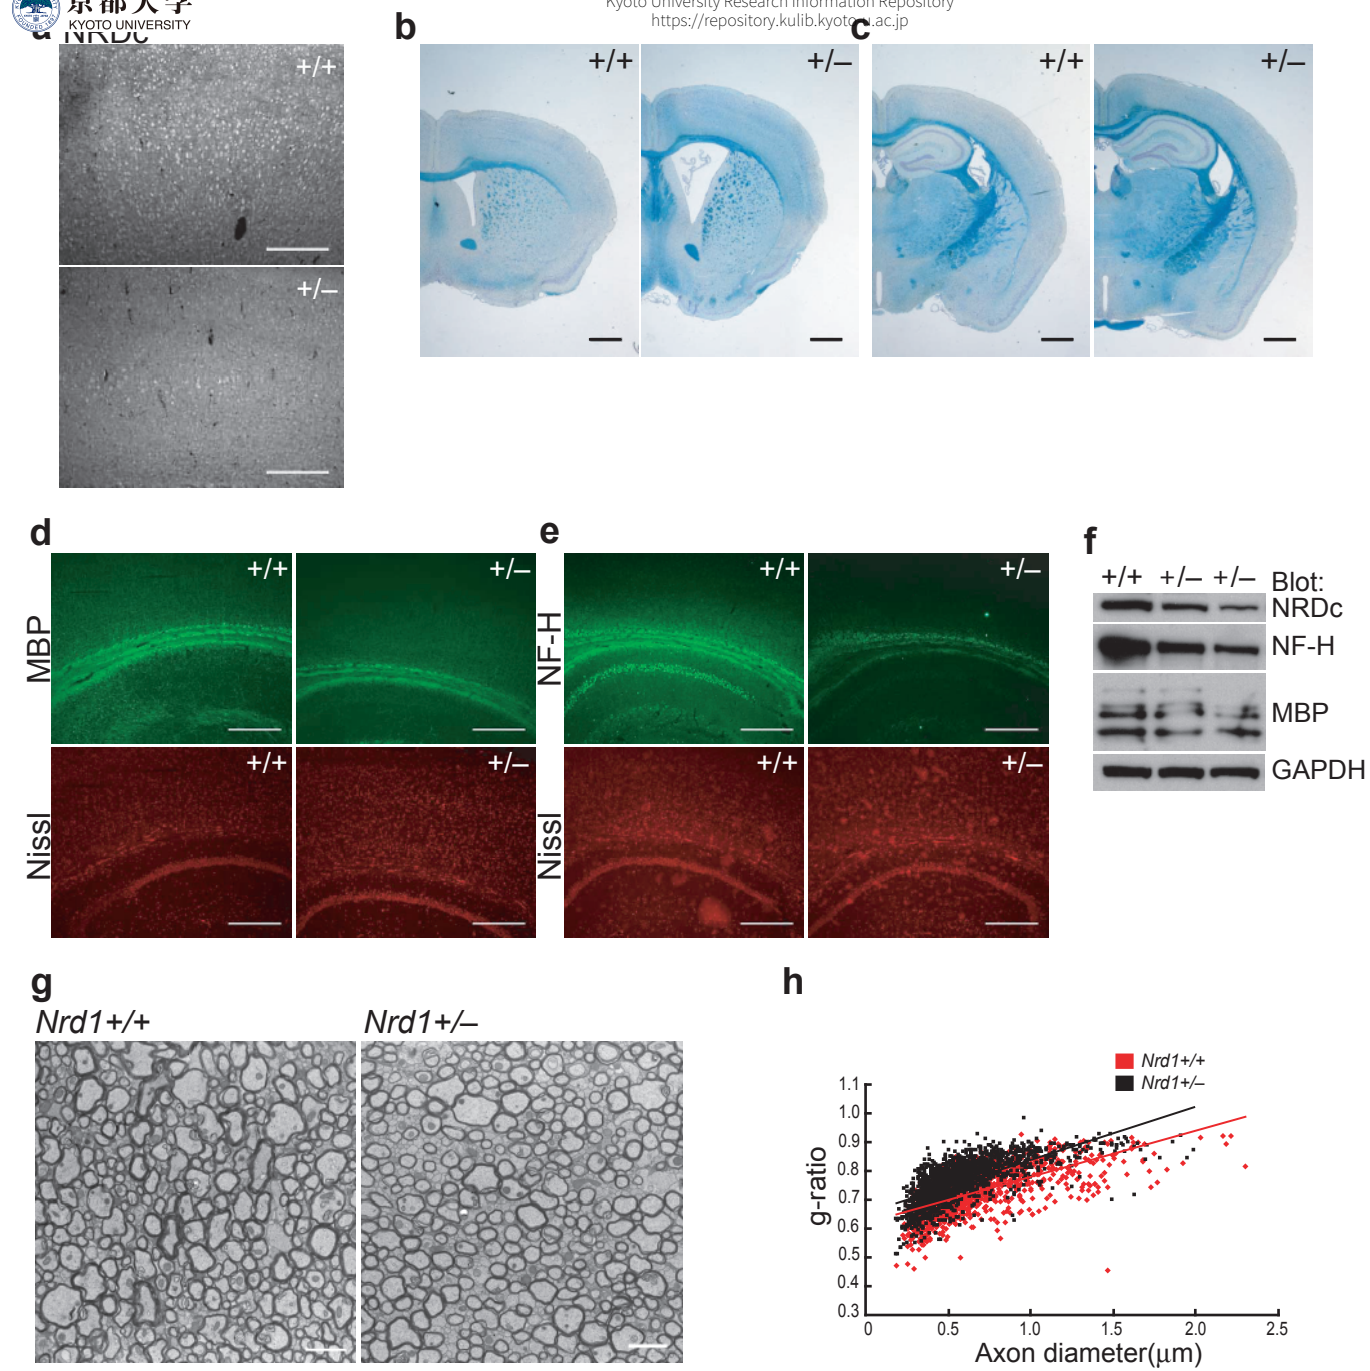 京都大学
KYOTO UNIVERSITY
Kyoto University Research Information Repository
https://repository.kulib.kyoto-u.ac.jp
a NRDc
+/+
+/–
b
+/+
+/–
c
+/+
+/–
d
MBP
+/+
+/–
Nissl
+/+
+/–
e
NF-H
+/+
+/–
Nissl
+/+
+/–
f
+/+ +/– +/– Blot:
NRDc
NF-H
MBP
GAPDH
g
Nrd1+/+
Nrd1+/–
h
Nrd1+/+
Nrd1+/–
g-ratio
1.1
1.0
0.9
0.8
0.7
0.6
0.5
0.4
0.3
0 0.5 1.0 1.5 2.0 2.5
Axon diameter(μm)